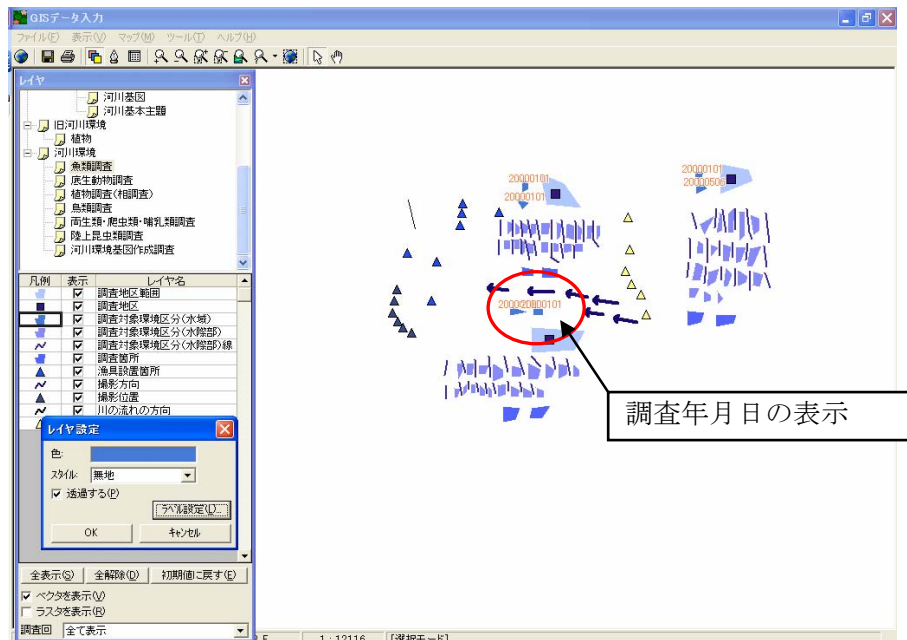 GISデータ入力
ファイル(F) 表示(V) マップ(M) ツール(T) ヘルプ(H)
レイヤ
河川基図
河川基本主題
旧河川環境
植物
河川環境
魚類調査
底生動物調査
植物調査(相調査)
鳥類調査
両生類・爬虫類・哺乳類調査
陸上昆虫類調査
河川環境基図作成調査
凡例 表示 レイヤ名
調査地区範囲
調査地区
調査対象環境区分(水域)
調査対象環境区分(水際部)
調査対象環境区分(水際部)線
調査箇所
漁具設置箇所
撮影方向
撮影位置
川の流れの方向
レイヤ設定
色:
スタイル: 無地
透過する(P)
ラベル設定(L)...
OK キャンセル
全表示(S) 全解除(D) 初期値に戻す(E)
ベクタを表示(V)
ラスタを表示(R)
調査回 全て表示
20000101
20000101
20000101
20000506
20000101
調査年月日の表示
1 : 12116 [選択モード]